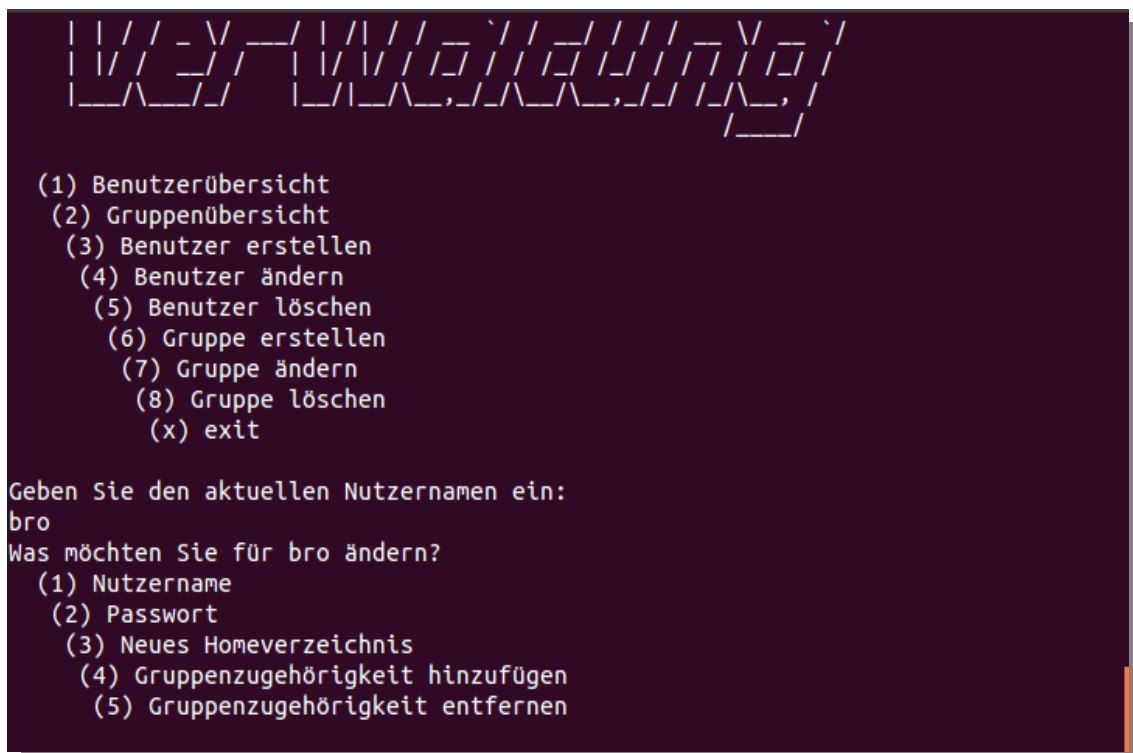 Verwaltung
(1) Benutzerübersicht
(2) Gruppenübersicht
(3) Benutzer erstellen
(4) Benutzer ändern
(5) Benutzer löschen
(6) Gruppe erstellen
(7) Gruppe ändern
(8) Gruppe löschen
(x) exit
Geben Sie den aktuellen Nutzernamen ein:
bro
Was möchten Sie für bro ändern?
(1) Nutzername
(2) Passwort
(3) Neues Homeverzeichnis
(4) Gruppenzugehörigkeit hinzufügen
(5) Gruppenzugehörigkeit entfernen